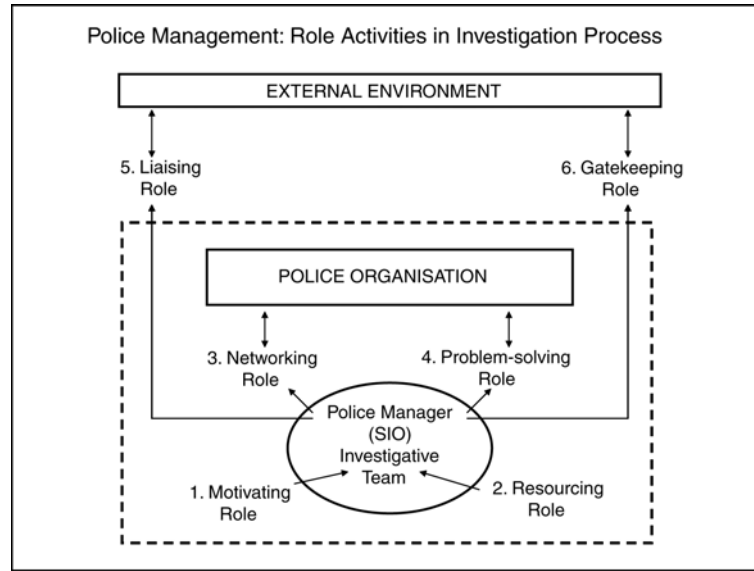 Police Management: Role Activities in Investigation Process
EXTERNAL ENVIRONMENT
5. Liaising
Role
6. Gatekeeping
Role
POLICE ORGANISATION
3. Networking
Role
4. Problem-solving
Role
Police Manager
(SIO)
Investigative
Team
1. Motivating
Role
2. Resourcing
Role